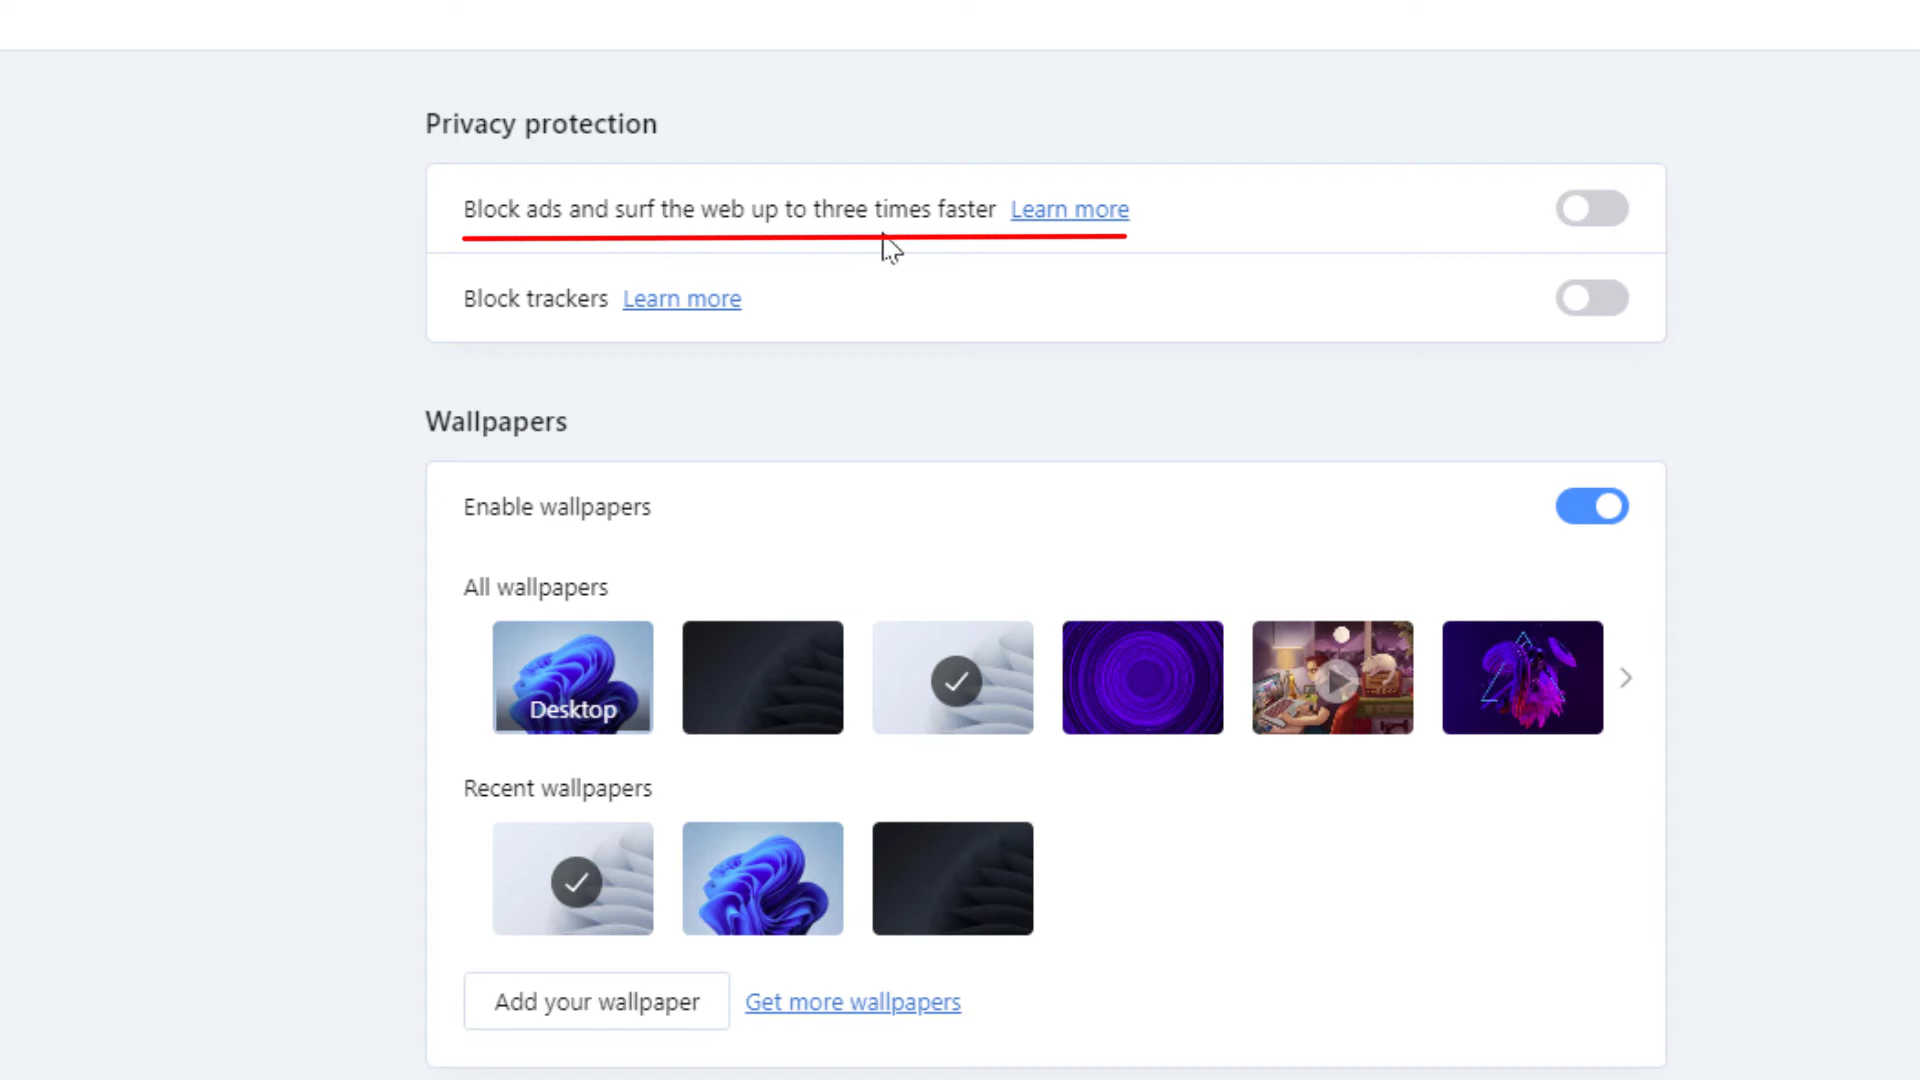 Privacy protection
Block ads and surf the web up to three times faster Learn more
Block trackers Learn more
Wallpapers
Enable wallpapers
All wallpapers
Desktop
Recent wallpapers
Add your wallpaper Get more wallpapers